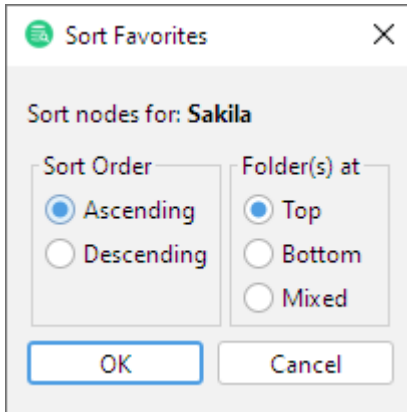 Sort Favorites
Sort nodes for: Sakila
Sort Order
Ascending
Descending
Folder(s) at
Top
Bottom
Mixed
OK
Cancel